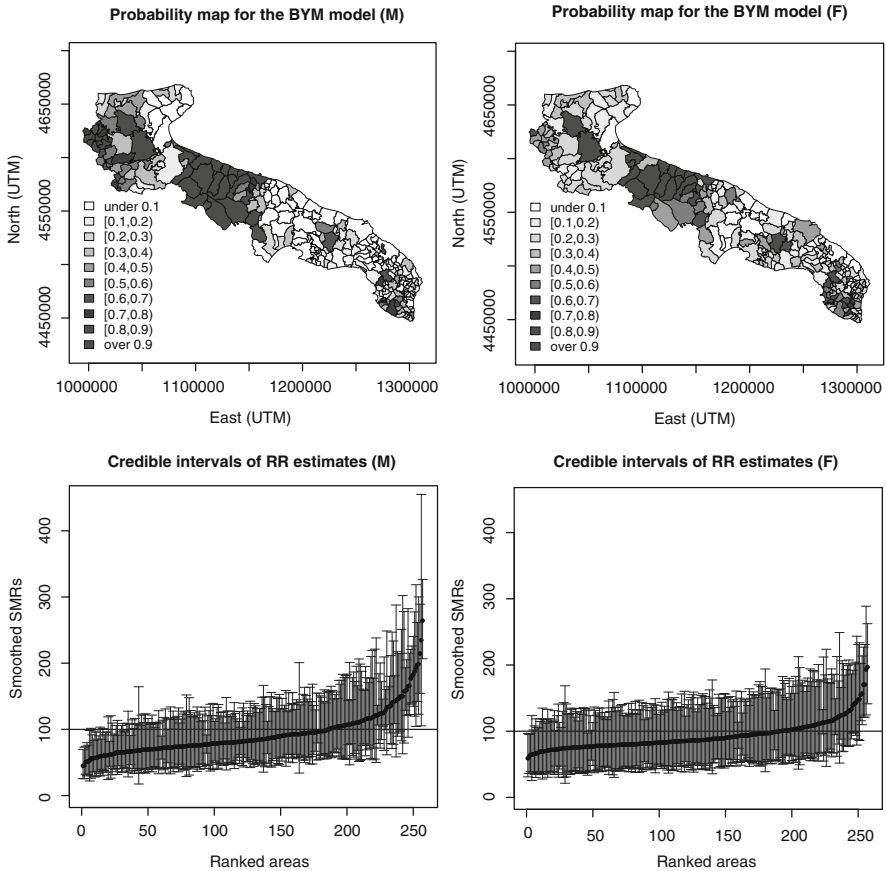 Probability map for the BYM model (M)
North (UTM)
4650000
4550000
4450000
under 0.1
[0.1,0.2)
[0.2,0.3)
[0.3,0.4)
[0.4,0.5)
[0.5,0.6)
[0.6,0.7)
[0.7,0.8)
[0.8,0.9)
over 0.9
1000000 1100000 1200000 1300000
East (UTM)
Probability map for the BYM model (F)
North (UTM)
4650000
4550000
4450000
under 0.1
[0.1,0.2)
[0.2,0.3)
[0.3,0.4)
[0.4,0.5)
[0.5,0.6)
[0.6,0.7)
[0.7,0.8)
[0.8,0.9)
over 0.9
1000000 1100000 1200000 1300000
East (UTM)
Credible intervals of RR estimates (M)
Smoothed SMRs
400
300
200
100
0
0 50 100 150 200 250
Ranked areas
Credible intervals of RR estimates (F)
Smoothed SMRs
400
300
200
100
0
0 50 100 150 200 250
Ranked areas